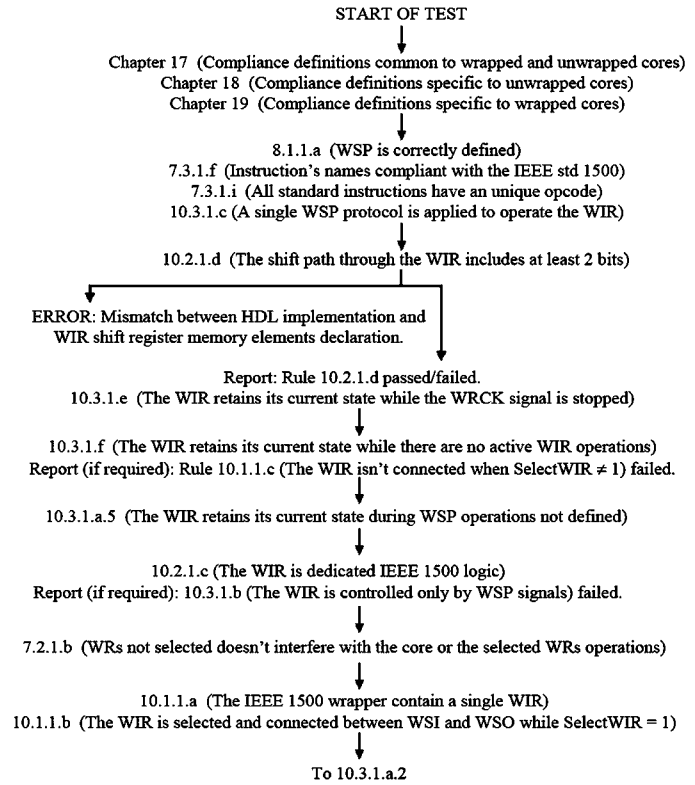 START OF TEST
Chapter 17 (Compliance definitions common to wrapped and unwrapped cores)
Chapter 18 (Compliance definitions specific to unwrapped cores)
Chapter 19 (Compliance definitions specific to wrapped cores)
8.1.1.a (WSP is correctly defined)
7.3.1.f (Instruction's names compliant with the IEEE std 1500)
7.3.1.i (All standard instructions have an unique opcode)
10.3.1.c (A single WSP protocol is applied to operate the WIR)
10.2.1.d (The shift path through the WIR includes at least 2 bits)
ERROR: Mismatch between HDL implementation and
WIR shift register memory elements declaration.
Report: Rule 10.2.1.d passed/failed.
10.3.1.e (The WIR retains its current state while the WRCK signal is stopped)
10.3.1.f (The WIR retains its current state while there are no active WIR operations)
Report (if required): Rule 10.1.1.c (The WIR isn't connected when SelectWIR ≠ 1) failed.
10.3.1.a.5 (The WIR retains its current state during WSP operations not defined)
10.2.1.c (The WIR is dedicated IEEE 1500 logic)
Report (if required): 10.3.1.b (The WIR is controlled only by WSP signals) failed.
7.2.1.b (WRs not selected doesn't interfere with the core or the selected WRs operations)
10.1.1.a (The IEEE 1500 wrapper contain a single WIR)
10.1.1.b (The WIR is selected and connected between WSI and WSO while SelectWIR = 1)
To 10.3.1.a.2